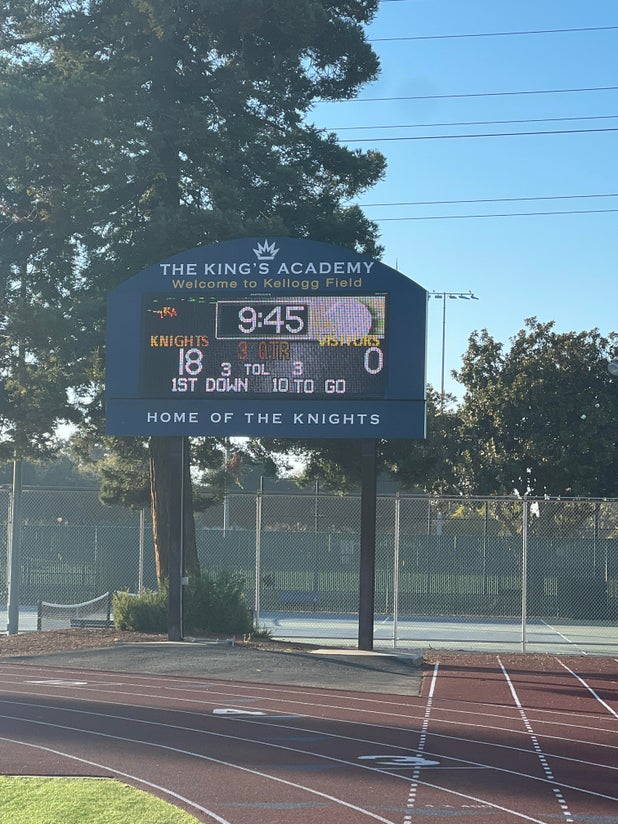 THE KING'S ACADEMY
Welcome to Kellogg Field
9:45
KNIGHTS VISITORS
18 3 QTR 0
3 TOL 3
1ST DOWN 10 TO GO
HOME OF THE KNIGHTS
3